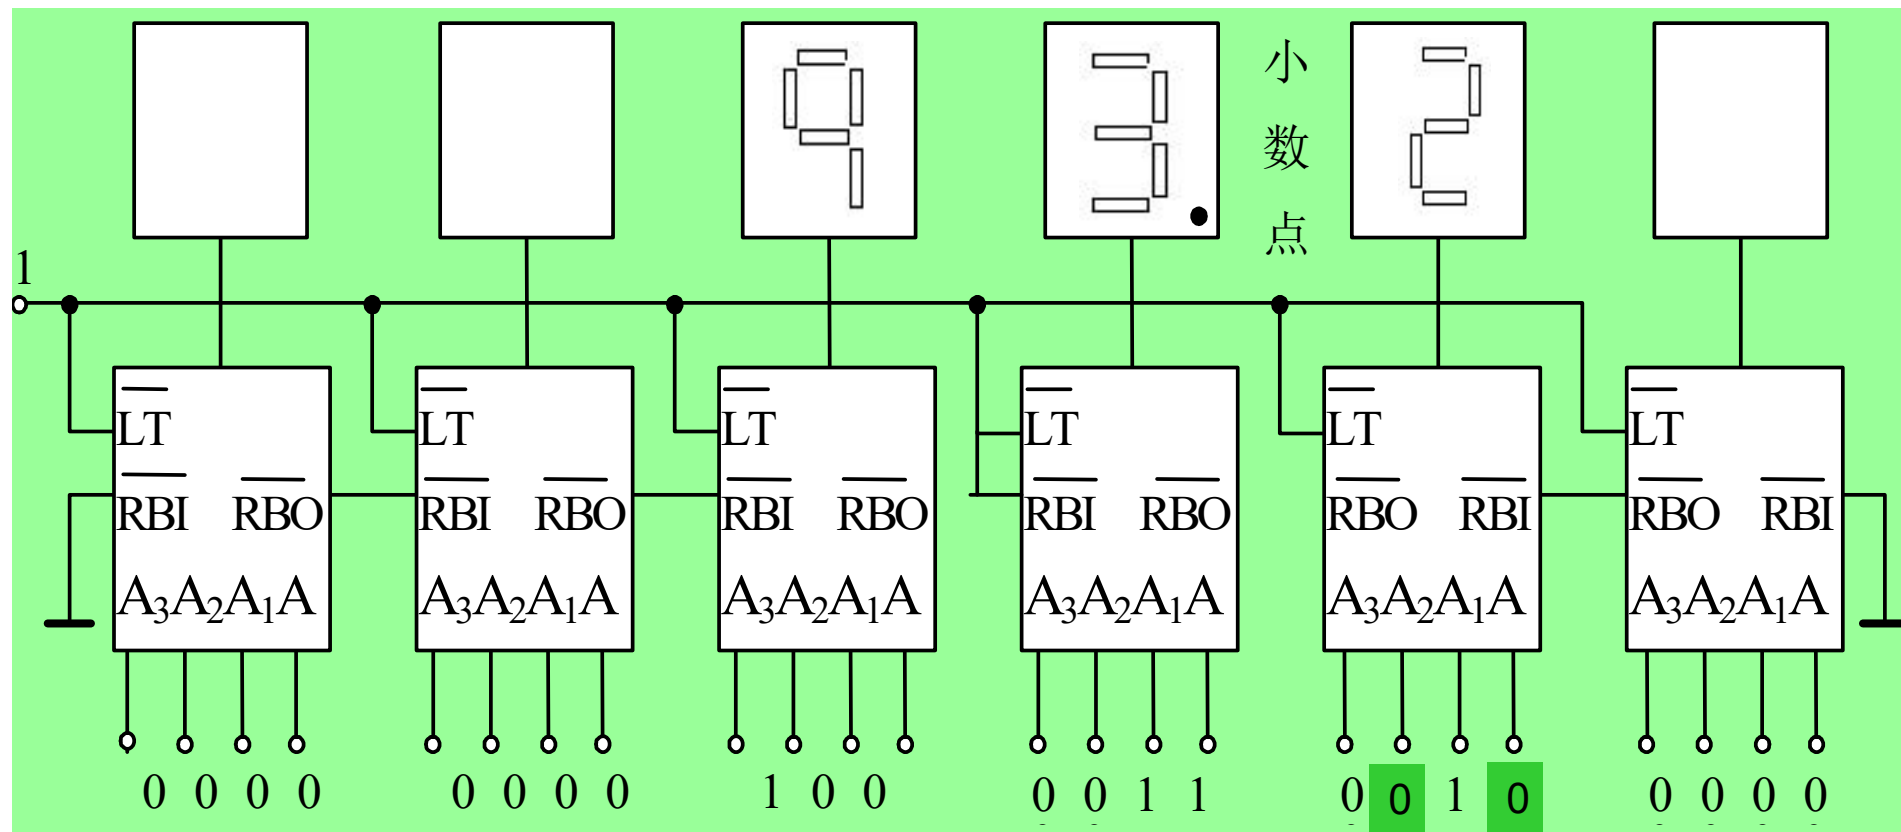 小
数
点
1
LT LT LT LT LT LT
RBI RBO RBI RBO RBI RBO RBI RBO RBO RBI RBO RBI
A3A2A1A A3A2A1A A3A2A1A A3A2A1A A3A2A1A A3A2A1A
0 0 0 0 0 0 0 0 1 0 0 0 0 1 1 0 0 1 0 0 0 0 0